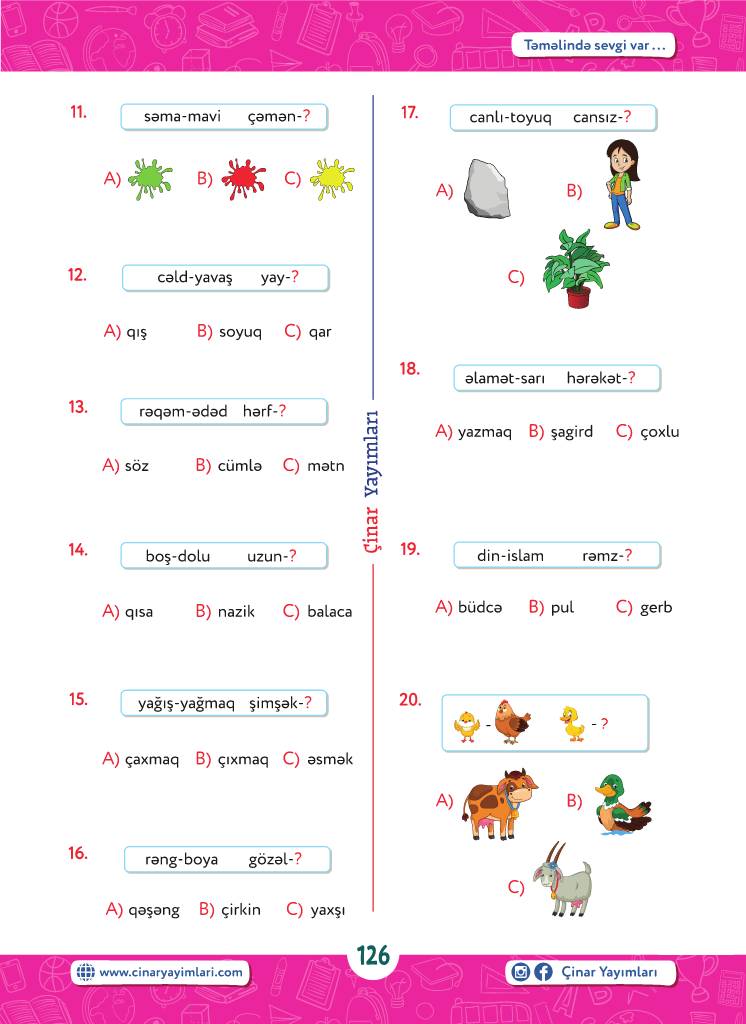 Təməlində sevgi var ...
11.
səma-mavi çəmən-?
A) B) C)
12.
cəld-yavaş yay-?
A) qış B) soyuq C) qar
13.
rəqəm-ədəd hərf-?
A) söz B) cümlə C) mətn
14.
boş-dolu uzun-?
A) qısa B) nazik C) balaca
15.
yağış-yağmaq şimşək-?
A) çaxmaq B) çıxmaq C) əsmək
16.
rəng-boya gözəl-?
A) qəşəng B) çirkin C) yaxşı
Çinar Yayımları
17.
canlı-toyuq cansız-?
A) B)
C)
18.
əlamət-sarı hərəkət-?
A) yazmaq B) şagird C) çoxlu
19.
din-islam rəmz-?
A) büdcə B) pul C) gerb
20.
- - ?
A) B)
C)
126
www.cinaryayimlari.com
Çinar Yayımları